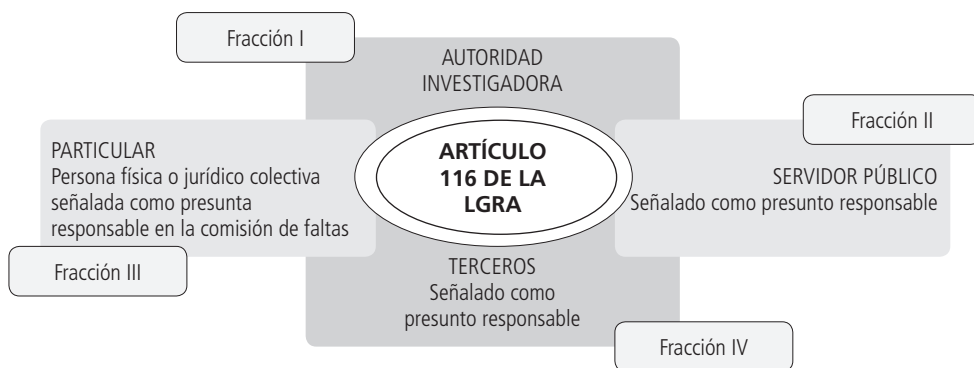 Fracción I
AUTORIDAD
INVESTIGADORA
Fracción II
PARTICULAR
Persona física o jurídico colectiva
señalada como presunta
responsable en la comisión de faltas
ARTÍCULO
116 DE LA
LGRA
SERVIDOR PÚBLICO
Señalado como presunto responsable
Fracción III
TERCEROS
Señalado como
presunto responsable
Fracción IV